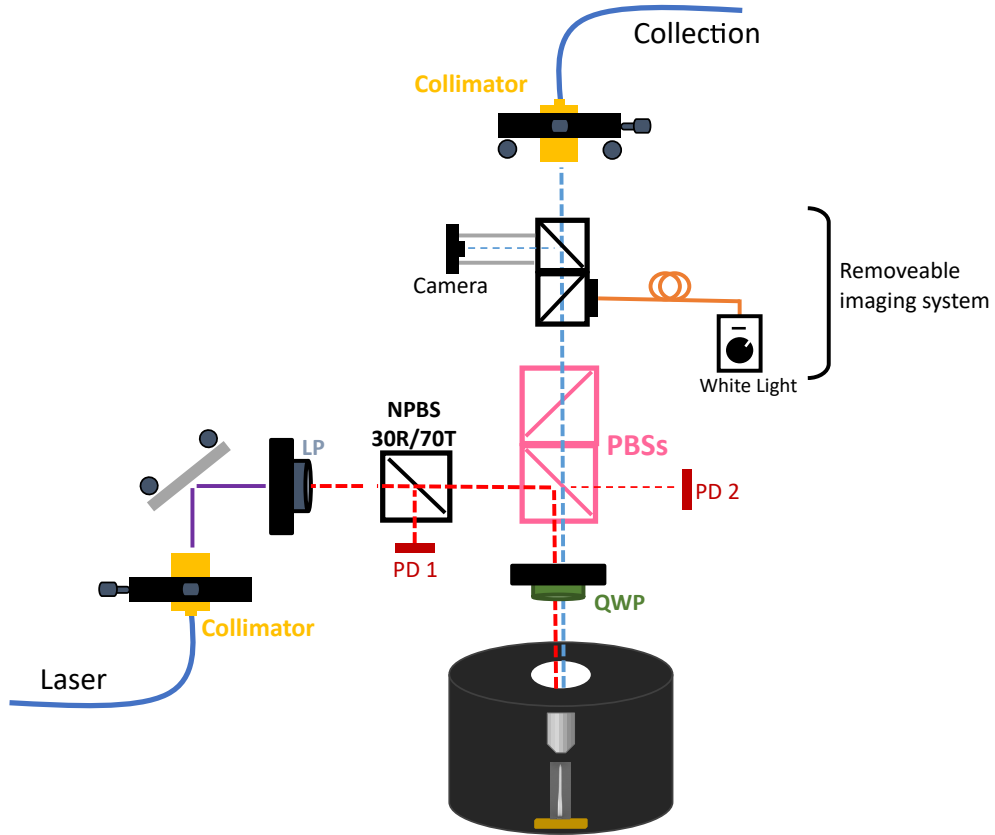 Collection
Collimator
Camera
Removeable
imaging system
White Light
NPBS
30R/70T
LP
PBSs
PD 2
PD 1
QWP
Collimator
Laser